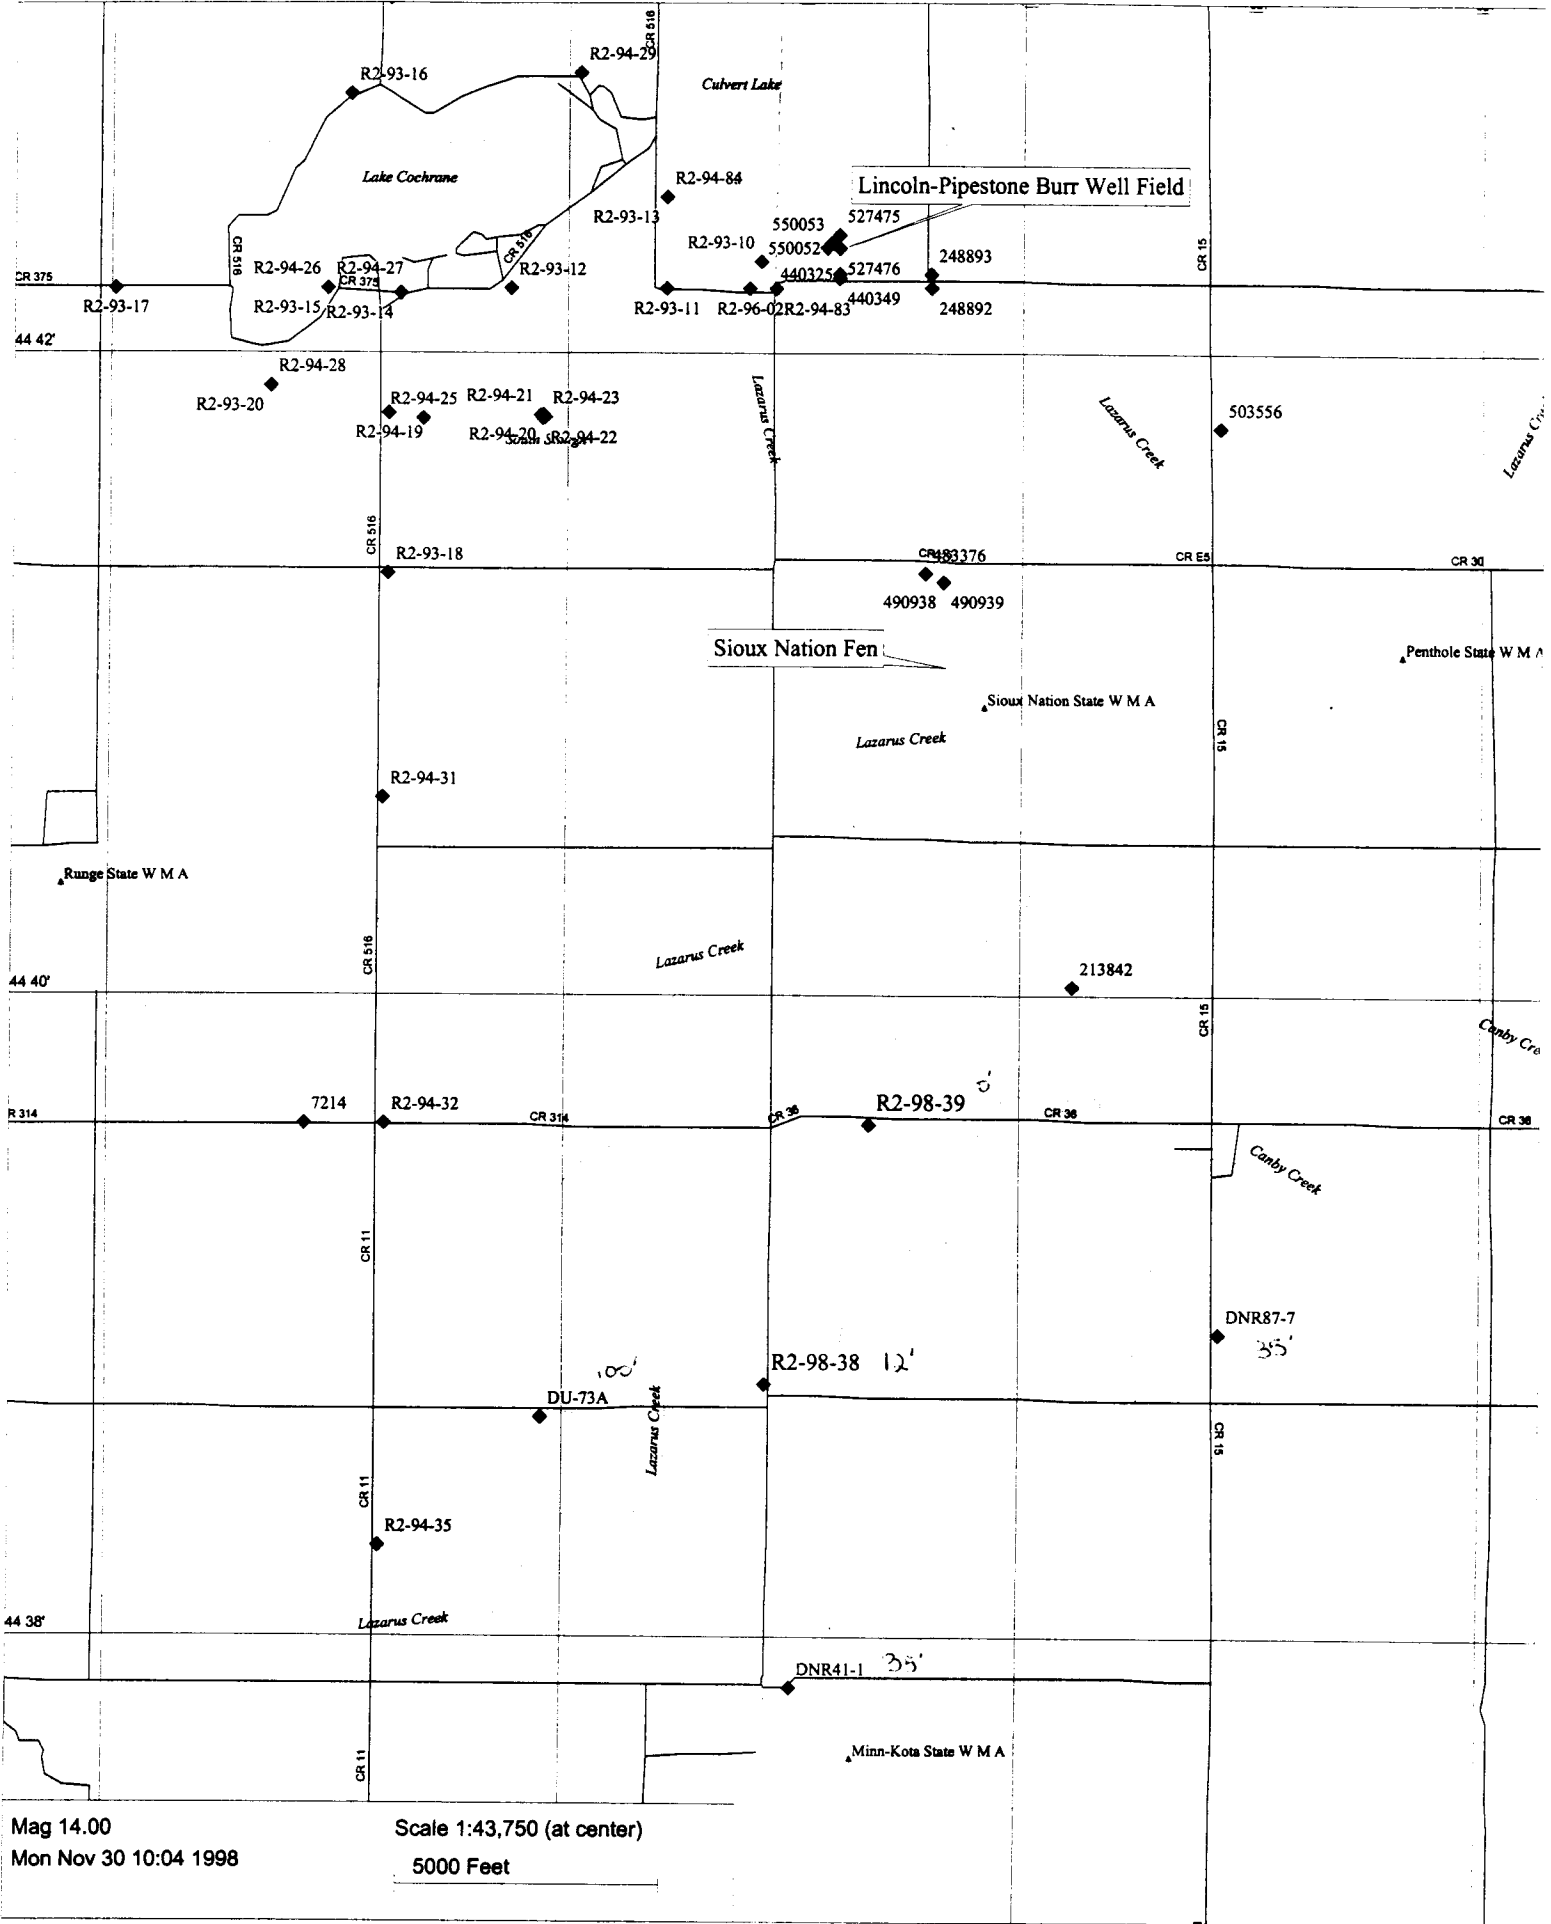 CR 516
R2-94-29
R2-93-16
Culvert Lake
Lake Cochrane
R2-94-84
Lincoln-Pipestone Burr Well Field
R2-93-13
550053
527475
CR 516
CR 516
R2-93-10
550052
CR 15
248893
R2-94-26
R2-94-27
R2-93-12
440325
527476
CR 375
CR 375
R2-93-17
R2-93-15
R2-93-14
R2-93-11
R2-96-02
R2-94-83
440349
248892
44 42'
R2-94-28
R2-93-20
R2-94-25
R2-94-21
R2-94-23
R2-94-19
R2-94-20
R2-94-22
Lazarus Creek
Lazarus Creek
503556
CR 516
R2-93-18
483376
CR E5
CR 30
490938
490939
Sioux Nation Fen
Penthole State W M A
Sioux Nation State W M A
Lazarus Creek
CR 15
R2-94-31
Runge State W M A
CR 516
Lazarus Creek
44 40'
213842
CR 15
Canby Cre
0'
R 314
7214
R2-94-32
CR 314
CR 36
R2-98-39
CR 36
CR 36
Canby Creek
CR 11
DNR87-7
35'
R2-98-38 12'
100'
DU-73A
Lazarus Creek
CR 15
CR 11
R2-94-35
44 38'
Lazarus Creek
DNR41-1 35'
Minn-Kota State W M A
CR 11
Mag 14.00
Scale 1:43,750 (at center)
Mon Nov 30 10:04 1998
5000 Feet